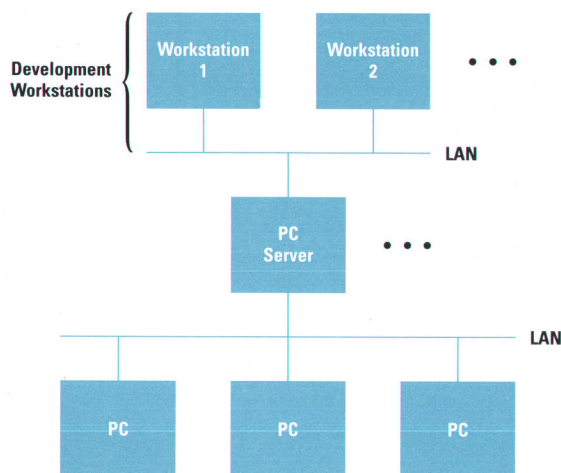 Development
Workstations
Workstation
1
Workstation
2
• • •
LAN
PC
Server
• • •
LAN
PC
PC
PC